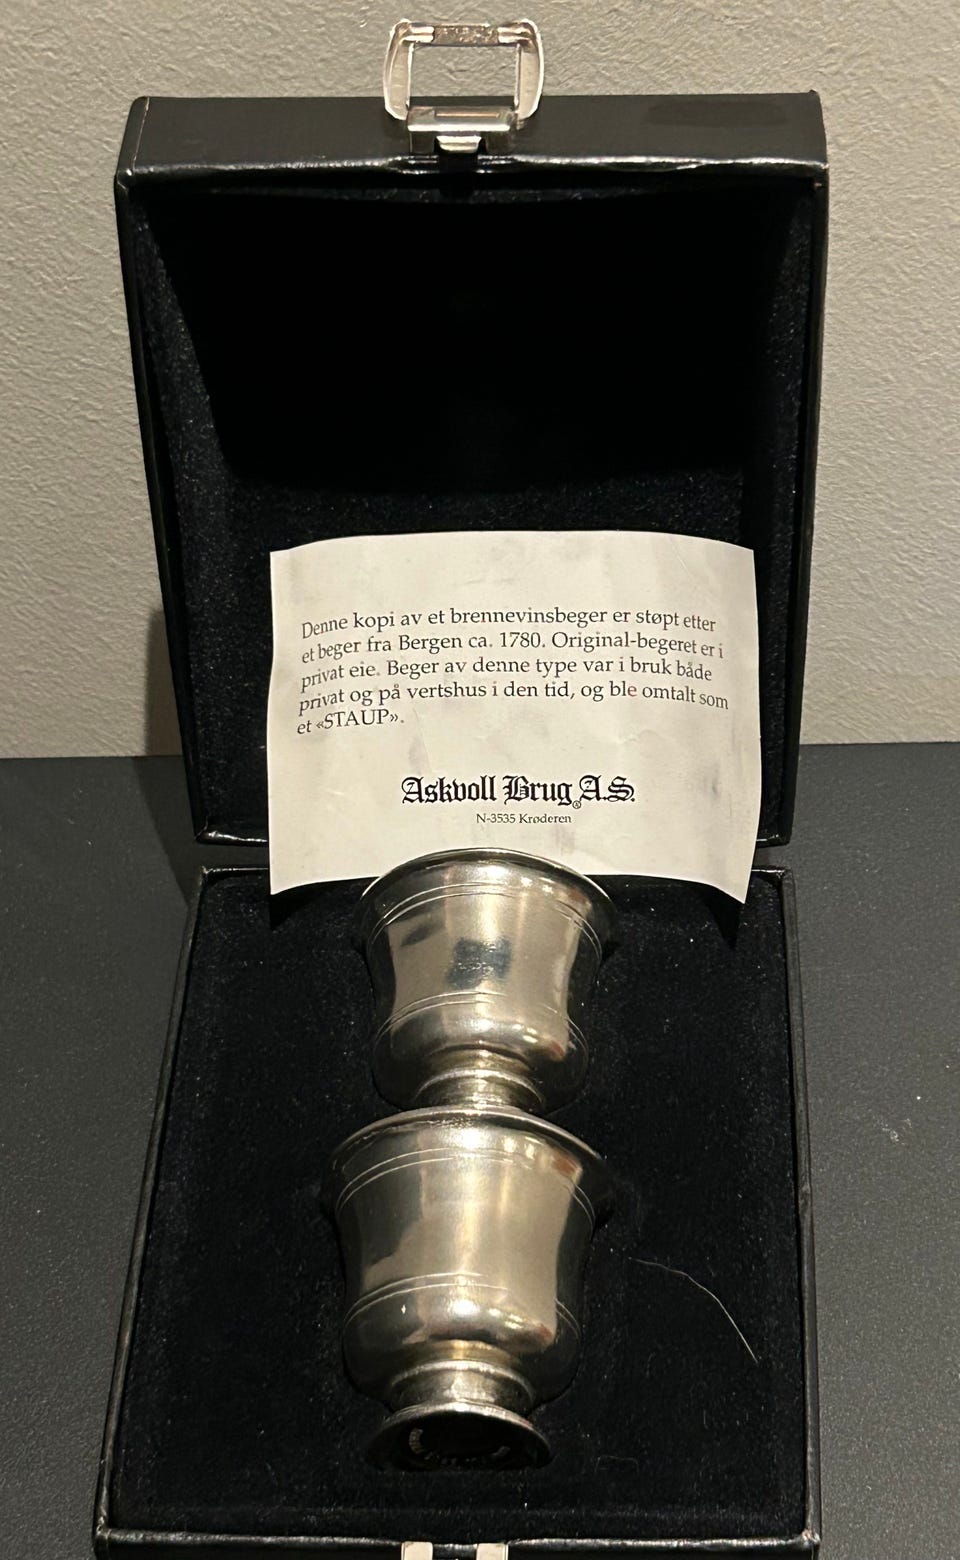 Denne kopi av et brennevinsbeger er støpt etter
et beger fra Bergen ca. 1780. Original-begeret er i
privat eie. Beger av denne type var i bruk både
privat og på vertshus i den tid, og ble omtalt som
et «STAUP».
Askvoll Brug® A.S.
N-3535 Krøderen